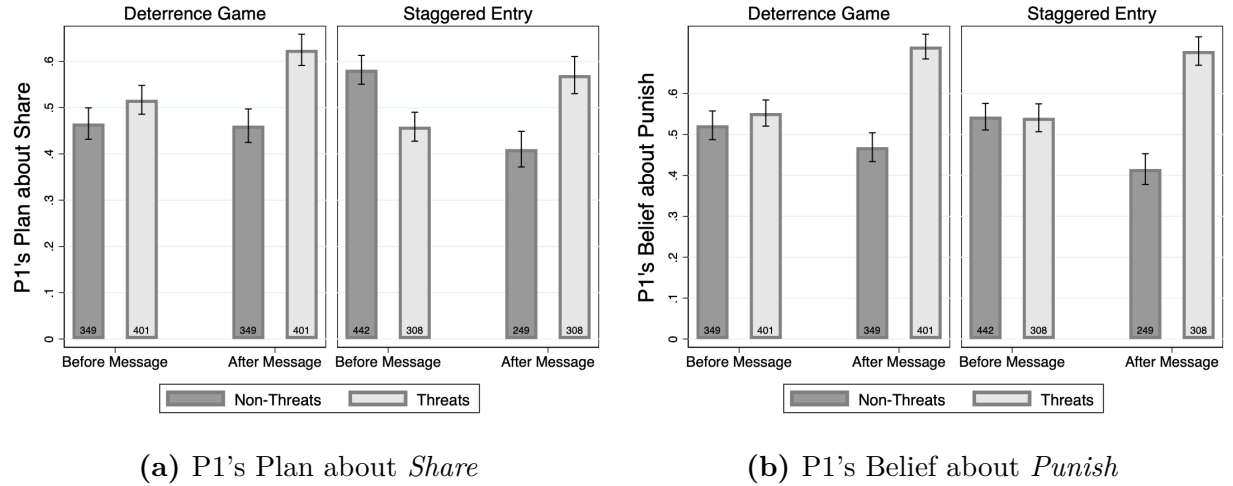 Deterrence Game
Staggered Entry
P1's Plan about Share
0 .1 .2 .3 .4 .5 .6
349 401 349 401
442 308 249 308
Before Message After Message
Before Message After Message
Non-Threats Threats
(a) P1's Plan about Share
Deterrence Game
Staggered Entry
P1's Belief about Punish
0 .1 .2 .3 .4 .5 .6
349 401 349 401
442 308 249 308
Before Message After Message
Before Message After Message
Non-Threats Threats
(b) P1's Belief about Punish